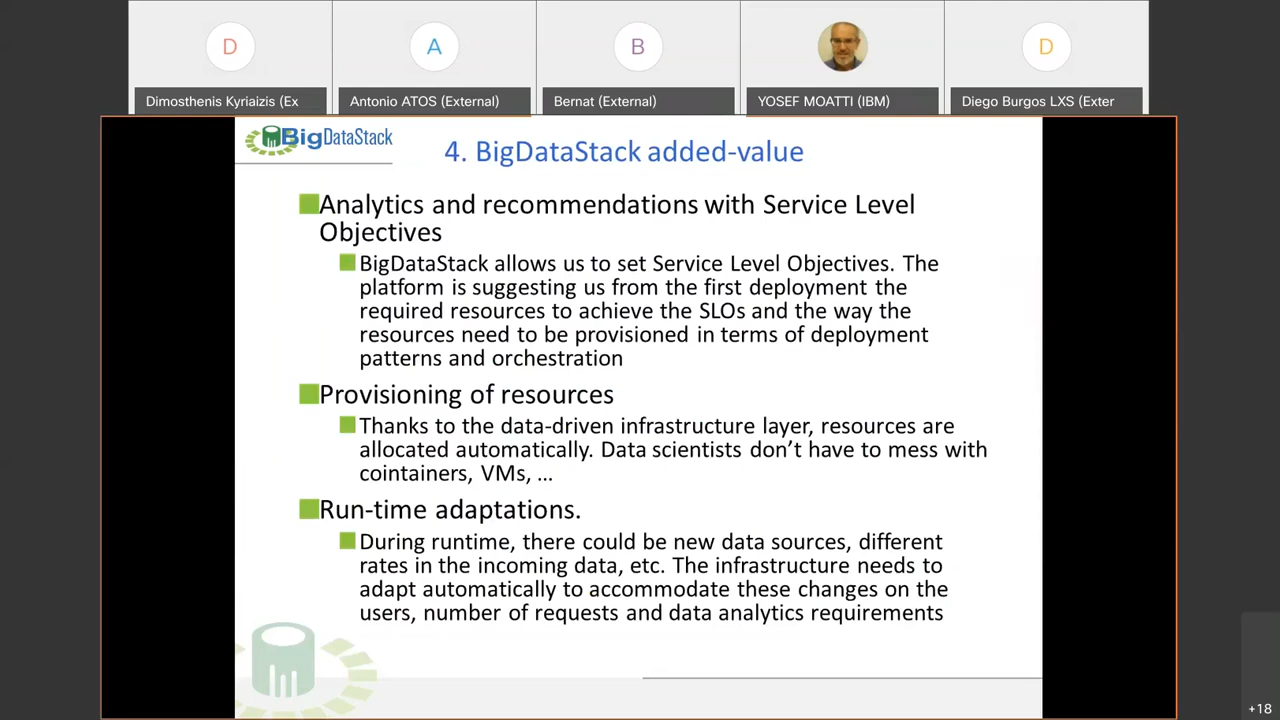 D
A
B
D
Dimosthenis Kyriaizis (Ex
Antonio ATOS (External)
Bernat (External)
YOSEF MOATTI (IBM)
Diego Burgos LXS (Exter
BigDataStack
4. BigDataStack added-value
Analytics and recommendations with Service Level
Objectives
BigDataStack allows us to set Service Level Objectives. The
platform is suggesting us from the first deployment the
required resources to achieve the SLOs and the way the
resources need to be provisioned in terms of deployment
patterns and orchestration
Provisioning of resources
Thanks to the data-driven infrastructure layer, resources are
allocated automatically. Data scientists don’t have to mess with
cointainers, VMs, …
Run-time adaptations.
During runtime, there could be new data sources, different
rates in the incoming data, etc. The infrastructure needs to
adapt automatically to accommodate these changes on the
users, number of requests and data analytics requirements
+18